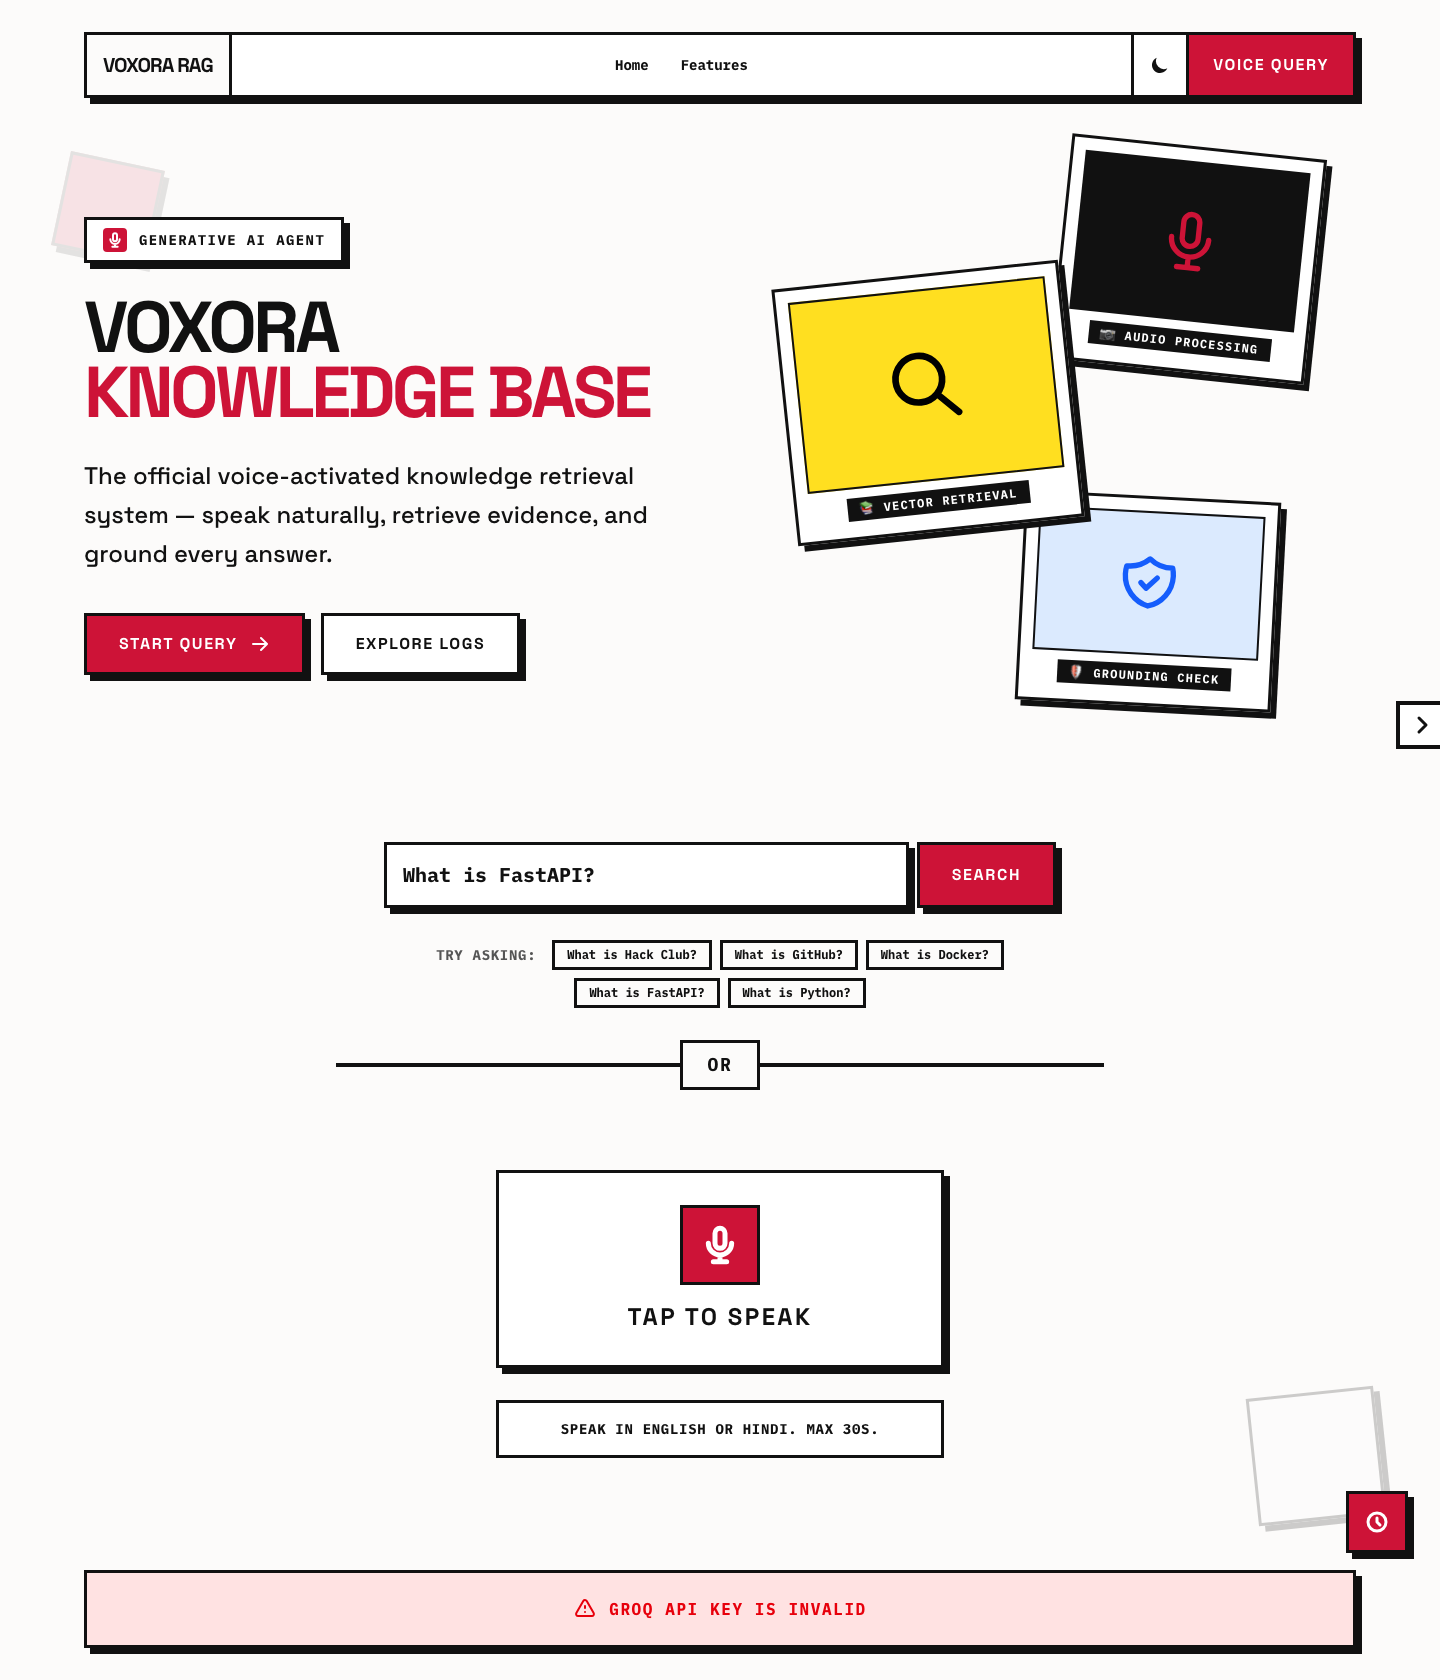 VOXORA RAG
Home
Features
VOICE QUERY
GENERATIVE AI AGENT
VOXORA
KNOWLEDGE BASE
The official voice-activated knowledge retrieval
system — speak naturally, retrieve evidence, and
ground every answer.
START QUERY
EXPLORE LOGS
AUDIO PROCESSING
VECTOR RETRIEVAL
GROUNDING CHECK
What is FastAPI?
SEARCH
TRY ASKING:
What is Hack Club?
What is GitHub?
What is Docker?
What is FastAPI?
What is Python?
OR
TAP TO SPEAK
SPEAK IN ENGLISH OR HINDI. MAX 30S.
GROQ API KEY IS INVALID